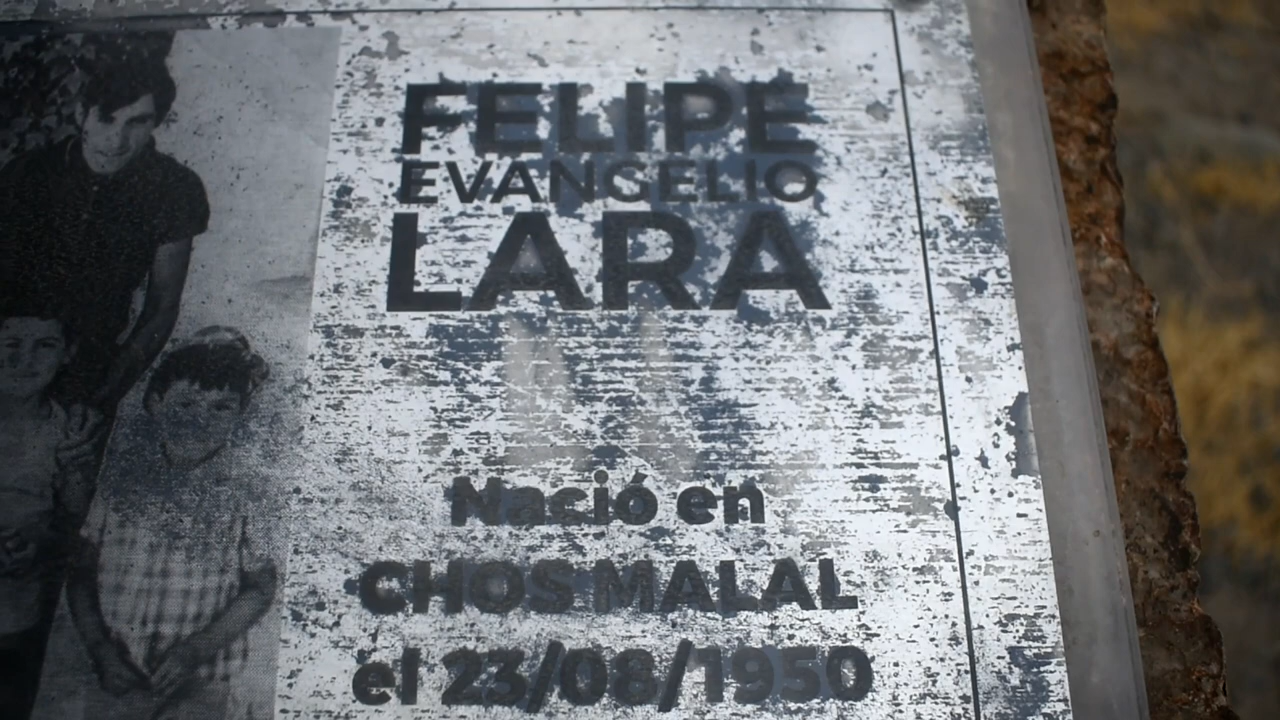 FELIPE
EVANGELIO
LARA
Nació en
CHOS MALAL
el 23/08/1950